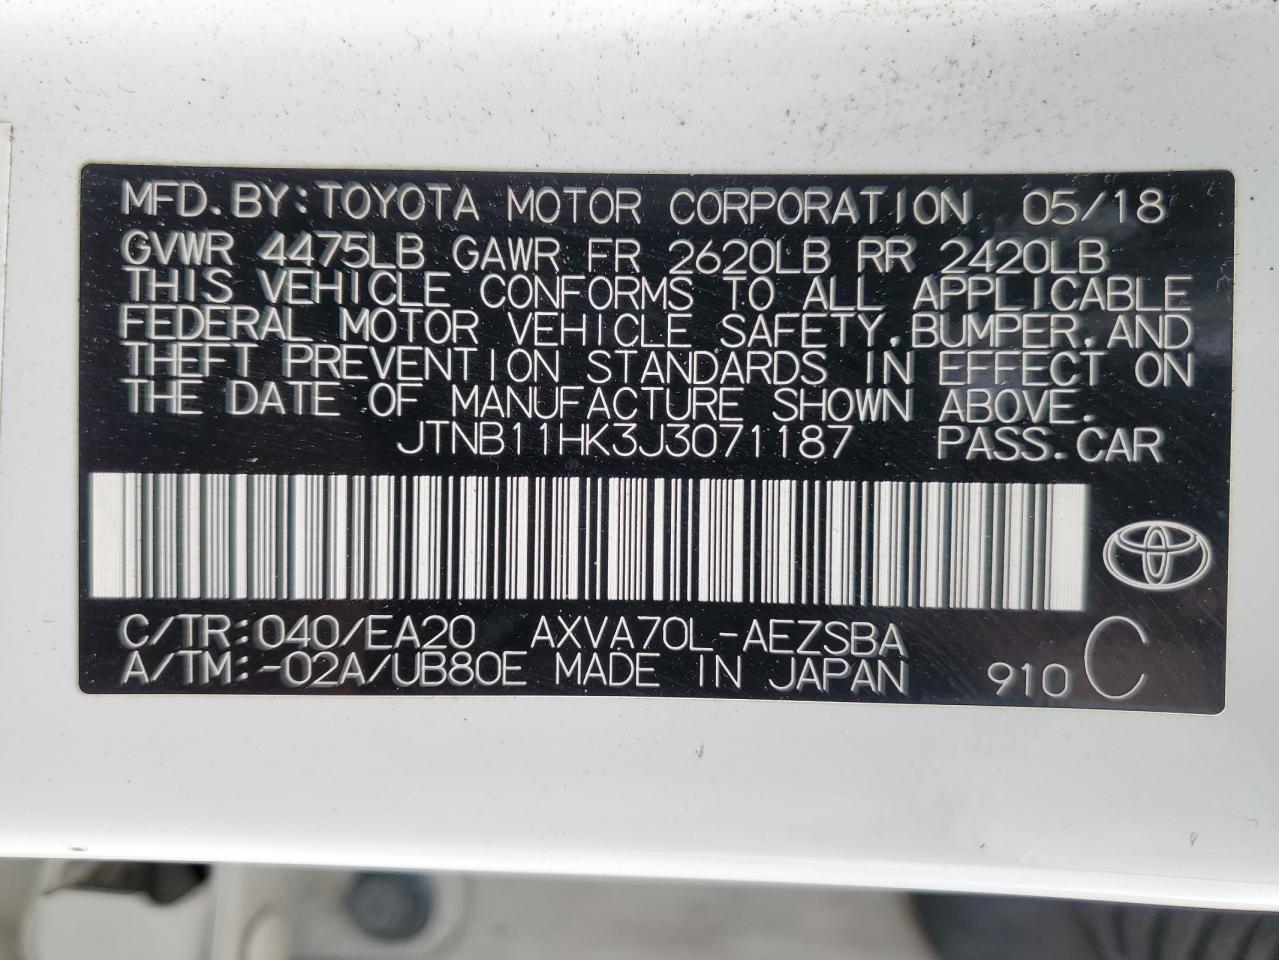 MFD.BY:TOYOTA MOTOR CORPORATION 05/18
GVWR 4475LB GAWR FR 2620LB RR 2420LB
THIS VEHICLE CONFORMS TO ALL APPLICABLE
FEDERAL MOTOR VEHICLE SAFETY,BUMPER,AND
THEFT PREVENTION STANDARDS IN EFFECT ON
THE DATE OF MANUFACTURE SHOWN ABOVE.
JTNB11HK3J3071187 PASS.CAR
C/TR:040/EA20 AXVA70L-AEZSBA
A/TM:-02A/UB80E MADE IN JAPAN 910 C